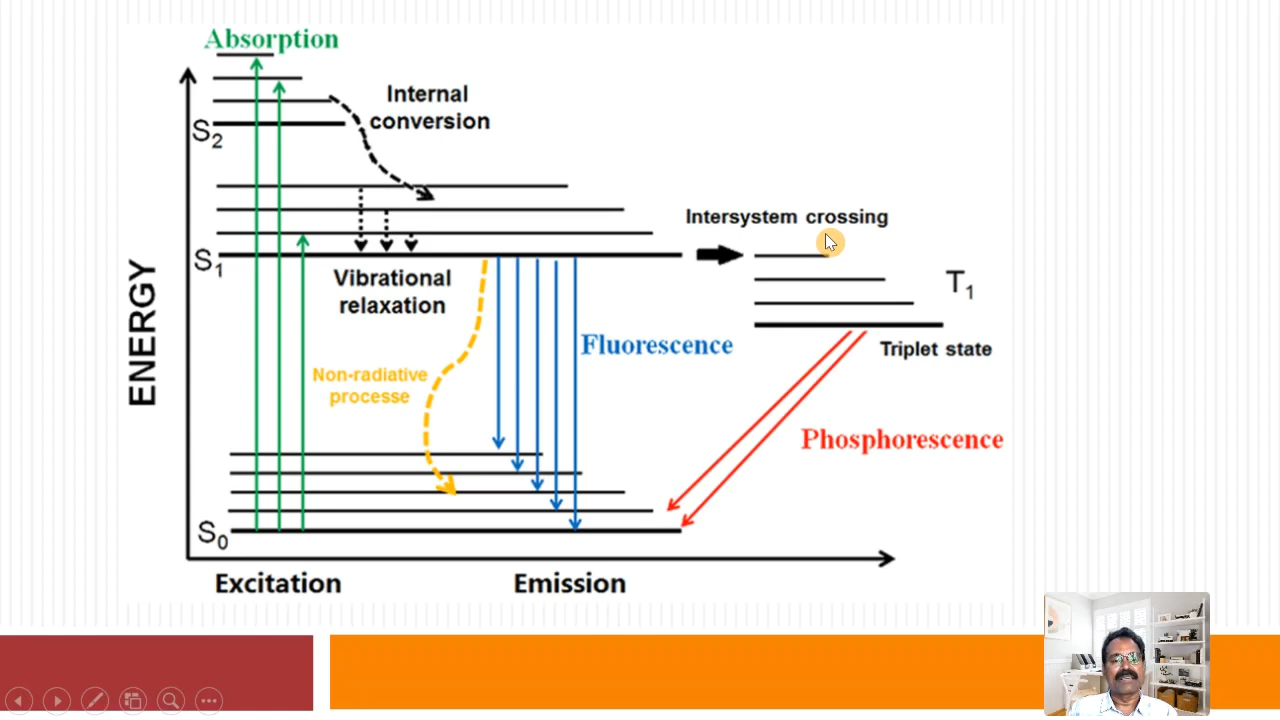 Absorption
Internal
conversion
S2
Intersystem crossing
S1
Vibrational
relaxation
T1
Fluorescence
Triplet state
Non-radiative
processe
ENERGY
Phosphorescence
S0
Excitation
Emission